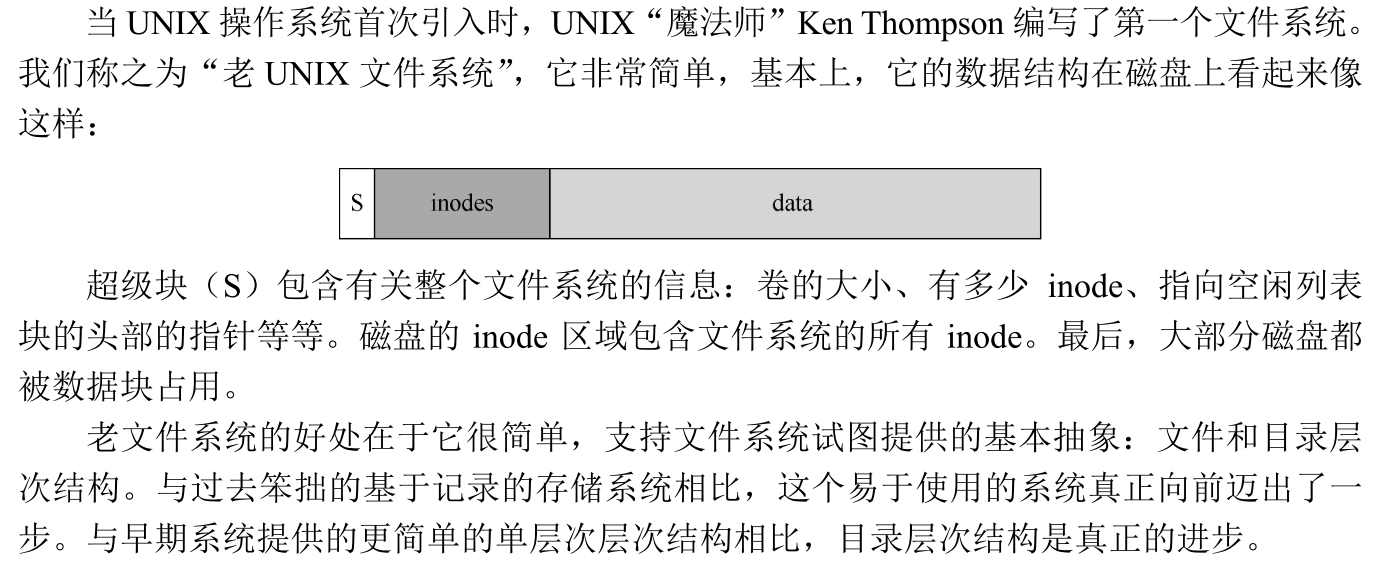 当 UNIX 操作系统首次引入时，UNIX“魔法师”Ken Thompson 编写了第一个文件系统。
我们称之为“老 UNIX 文件系统”，它非常简单，基本上，它的数据结构在磁盘上看起来像
这样：
S inodes data
超级块（S）包含有关整个文件系统的信息：卷的大小、有多少 inode、指向空闲列表
块的头部的指针等等。磁盘的 inode 区域包含文件系统的所有 inode。最后，大部分磁盘都
被数据块占用。
老文件系统的好处在于它很简单，支持文件系统试图提供的基本抽象：文件和目录层
次结构。与过去笨拙的基于记录的存储系统相比，这个易于使用的系统真正向前迈出了一
步。与早期系统提供的更简单的单层次层次结构相比，目录层次结构是真正的进步。